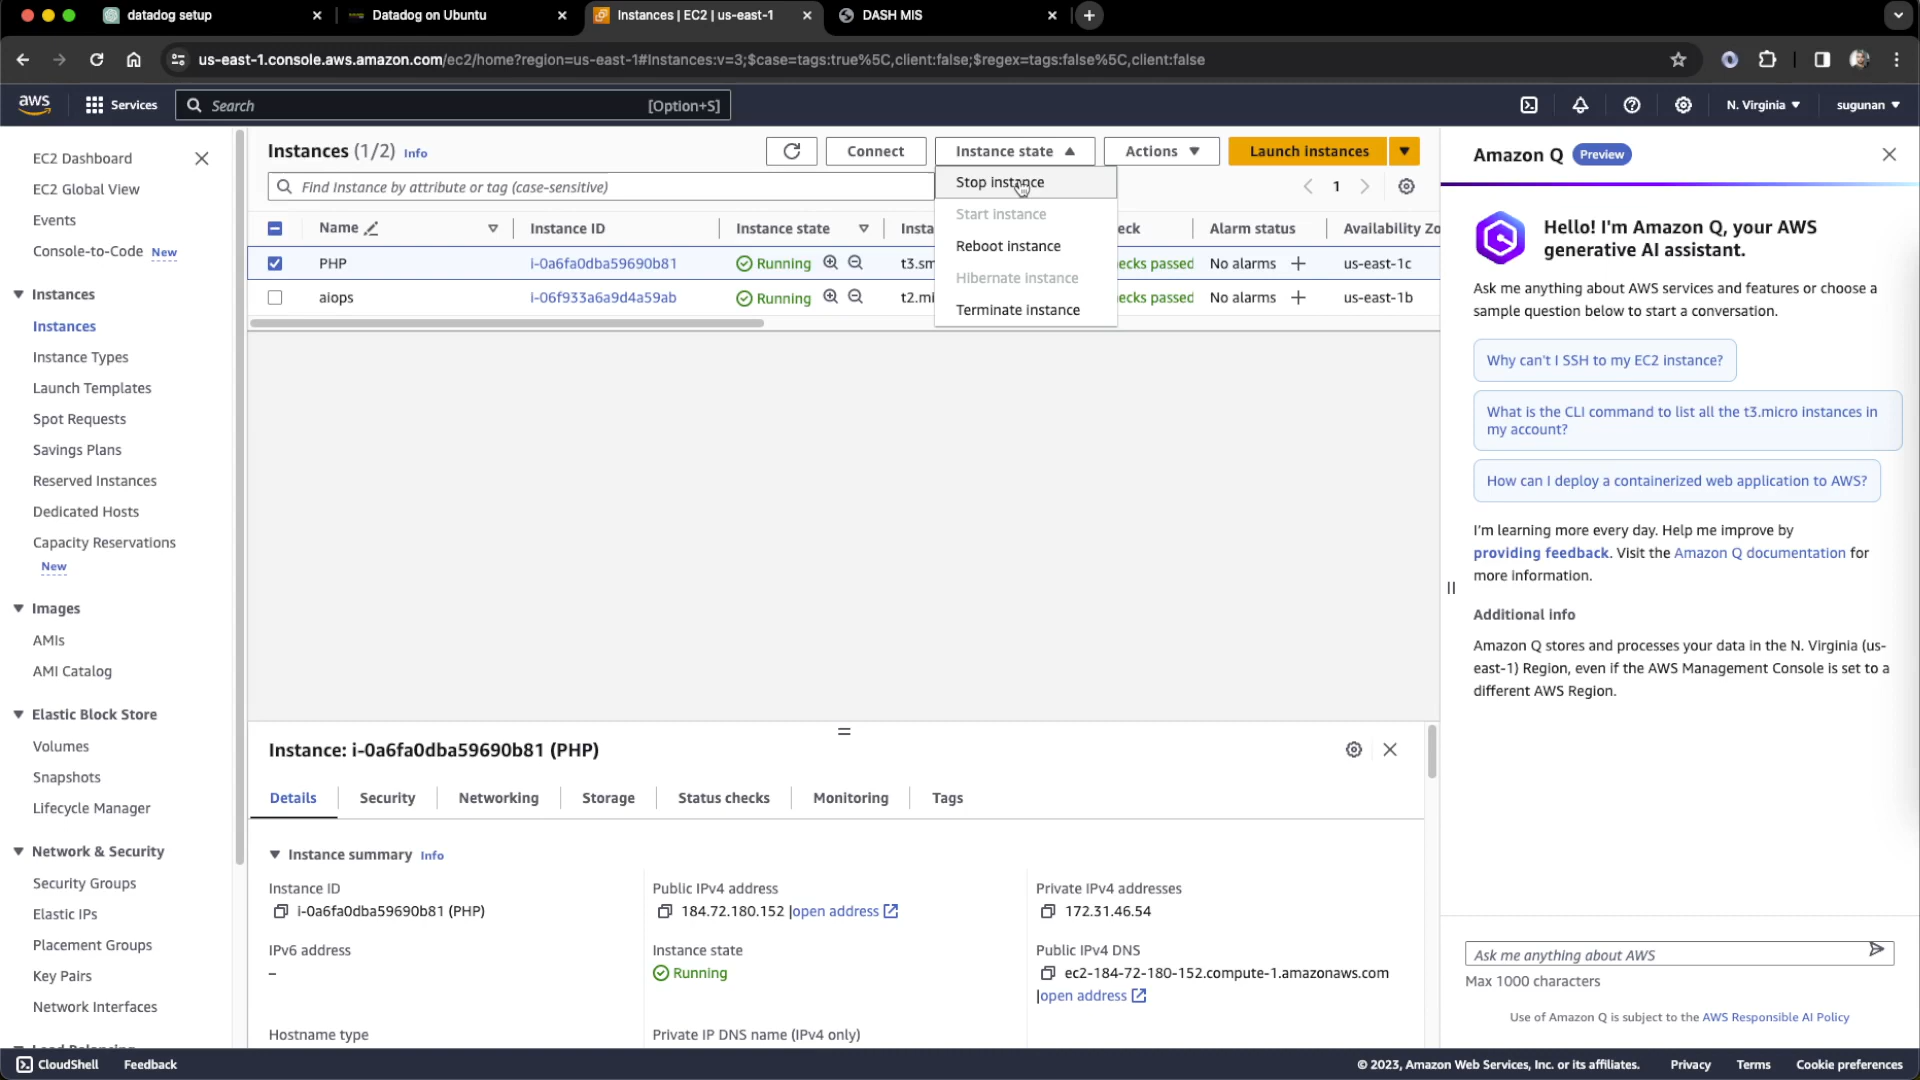 datadog setup
Datadog on Ubuntu
Instances | EC2 | us-east-1
DASH MIS
us-east-1.console.aws.amazon.com/ec2/home?region=us-east-1#Instances:v=3;$case=tags:true%5C,client:false;$regex=tags:false%5C,client:false
aws
Services
Search
[Option+S]
N. Virginia
sugunan
EC2 Dashboard
EC2 Global View
Events
Console-to-Code New
Instances
Instances
Instance Types
Launch Templates
Spot Requests
Savings Plans
Reserved Instances
Dedicated Hosts
Capacity Reservations
New
Images
AMIs
AMI Catalog
Elastic Block Store
Volumes
Snapshots
Lifecycle Manager
Network & Security
Security Groups
Elastic IPs
Placement Groups
Key Pairs
Network Interfaces
Instances (1/2) Info
Connect
Instance state
Actions
Launch instances
Find Instance by attribute or tag (case-sensitive)
1
Stop instance
Start instance
Reboot instance
Hibernate instance
Terminate instance
Name
Instance ID
Instance state
Insta
eck
Alarm status
Availability Zo
PHP
i-0a6fa0dba59690b81
Running
t3.sm
ecks passed
No alarms
us-east-1c
aiops
i-06f933a6a9d4a59ab
Running
t2.mi
ecks passed
No alarms
us-east-1b
Instance: i-0a6fa0dba59690b81 (PHP)
Details
Security
Networking
Storage
Status checks
Monitoring
Tags
Instance summary Info
Instance ID
i-0a6fa0dba59690b81 (PHP)
Public IPv4 address
184.72.180.152 |open address
Private IPv4 addresses
172.31.46.54
IPv6 address
–
Instance state
Running
Public IPv4 DNS
ec2-184-72-180-152.compute-1.amazonaws.com
|open address
Hostname type
Private IP DNS name (IPv4 only)
Amazon Q Preview
Hello! I'm Amazon Q, your AWS
generative AI assistant.
Ask me anything about AWS services and features or choose a
sample question below to start a conversation.
Why can't I SSH to my EC2 instance?
What is the CLI command to list all the t3.micro instances in
my account?
How can I deploy a containerized web application to AWS?
I'm learning more every day. Help me improve by
providing feedback. Visit the Amazon Q documentation for
more information.
Additional info
Amazon Q stores and processes your data in the N. Virginia (us-
east-1) Region, even if the AWS Management Console is set to a
different AWS Region.
Ask me anything about AWS
Max 1000 characters
Use of Amazon Q is subject to the AWS Responsible AI Policy
CloudShell
Feedback
© 2023, Amazon Web Services, Inc. or its affiliates.
Privacy
Terms
Cookie preferences